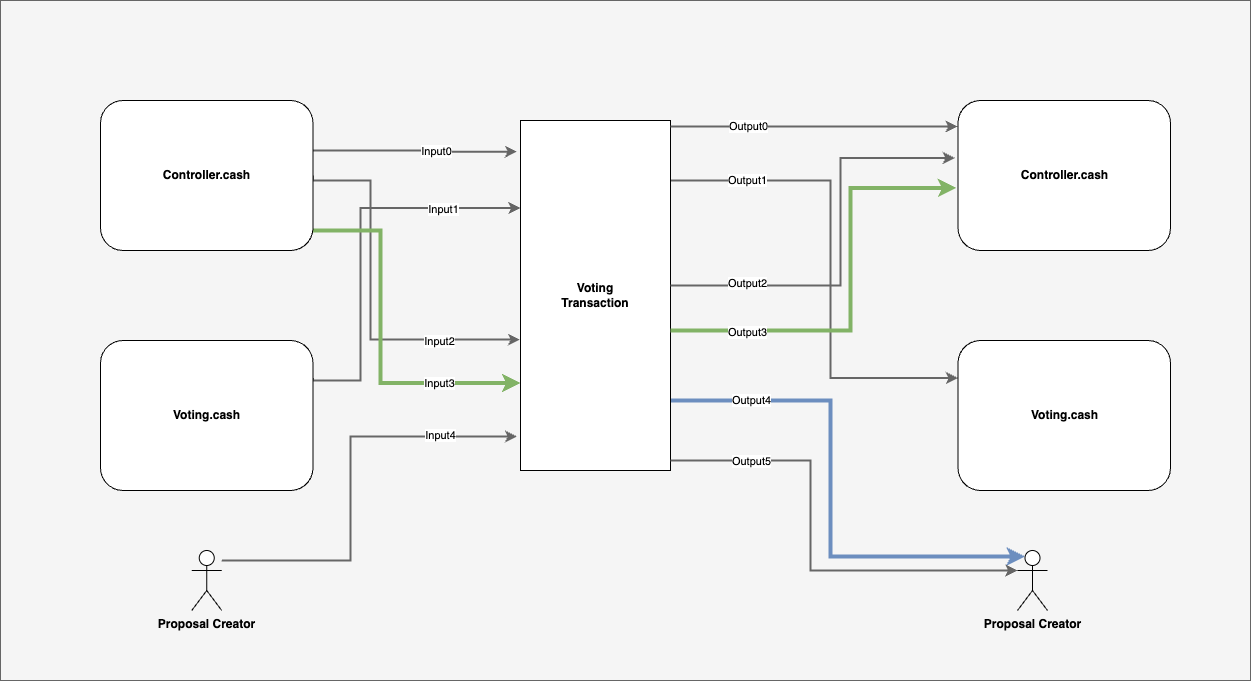 Controller.cash
Voting.cash
Proposal Creator
Input0
Input1
Input2
Input3
Input4
Voting
Transaction
Output0
Output1
Output2
Output3
Output4
Output5
Controller.cash
Voting.cash
Proposal Creator